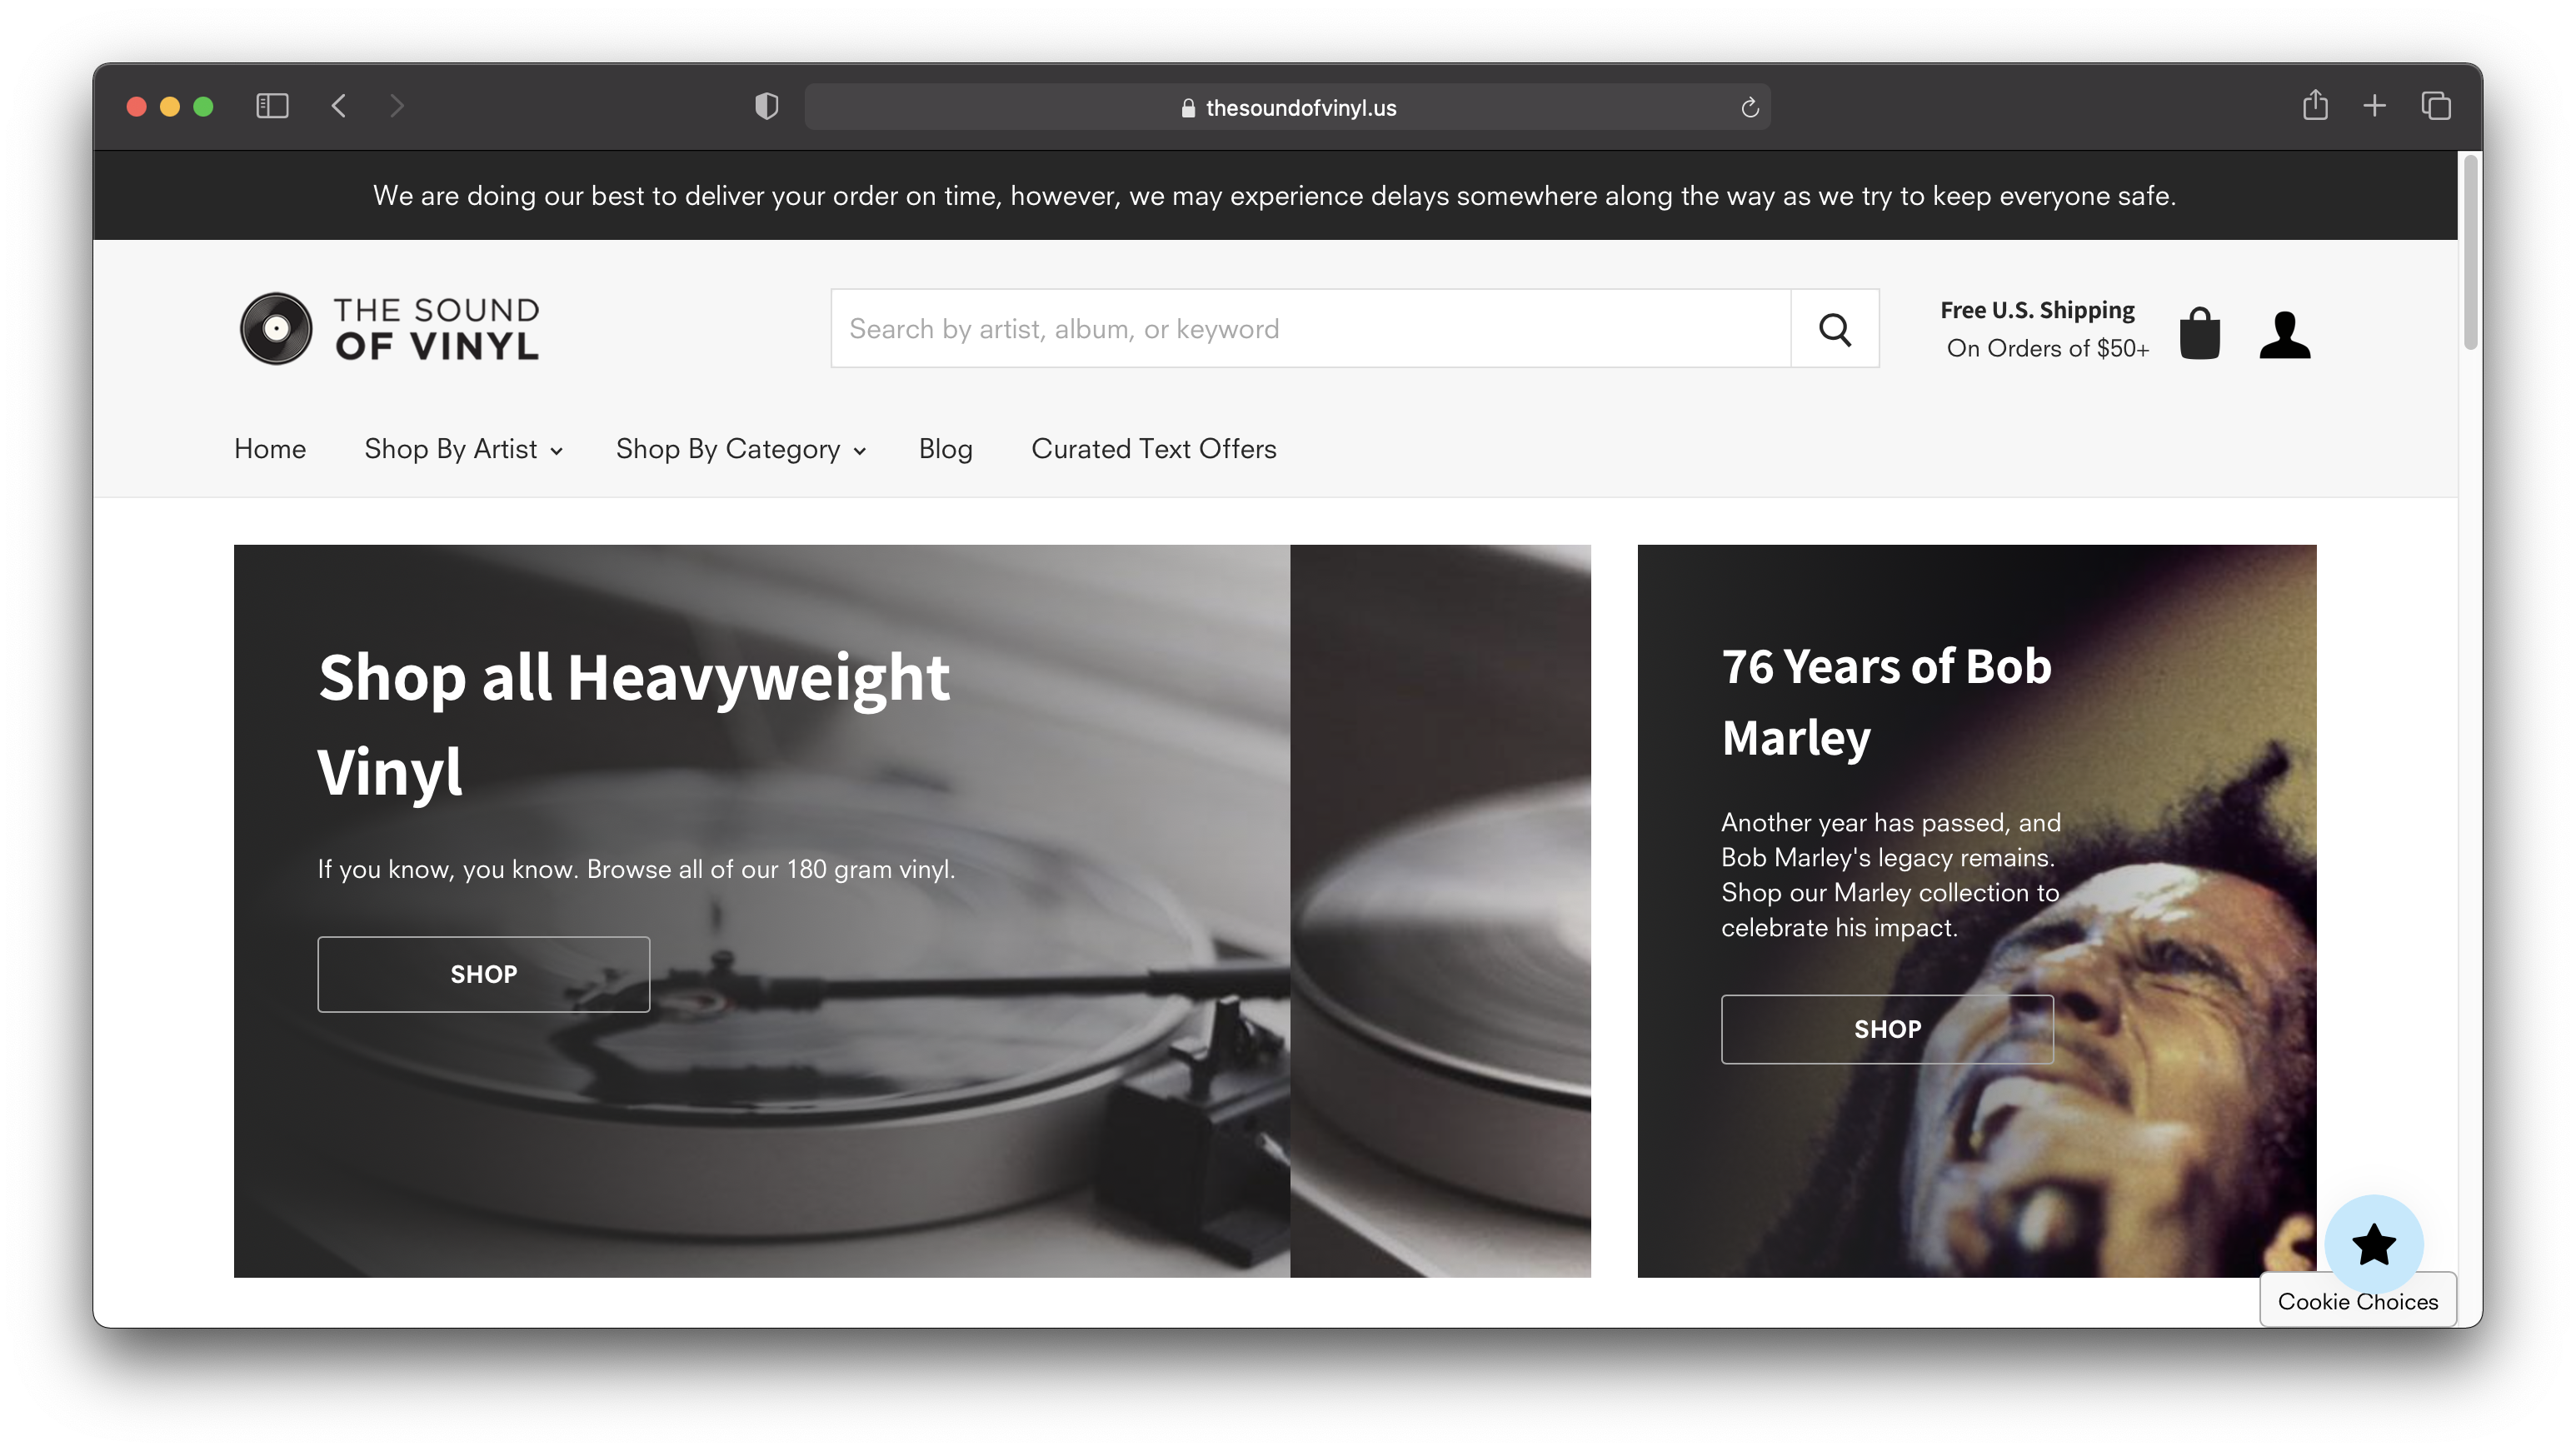 thesoundofvinyl.us
We are doing our best to deliver your order on time, however, we may experience delays somewhere along the way as we try to keep everyone safe.
THE SOUND
OF VINYL
Search by artist, album, or keyword
Free U.S. Shipping
On Orders of $50+
Home
Shop By Artist
Shop By Category
Blog
Curated Text Offers
Shop all Heavyweight
Vinyl
If you know, you know. Browse all of our 180 gram vinyl.
SHOP
76 Years of Bob
Marley
Another year has passed, and
Bob Marley's legacy remains.
Shop our Marley collection to
celebrate his impact.
SHOP
Cookie Choices